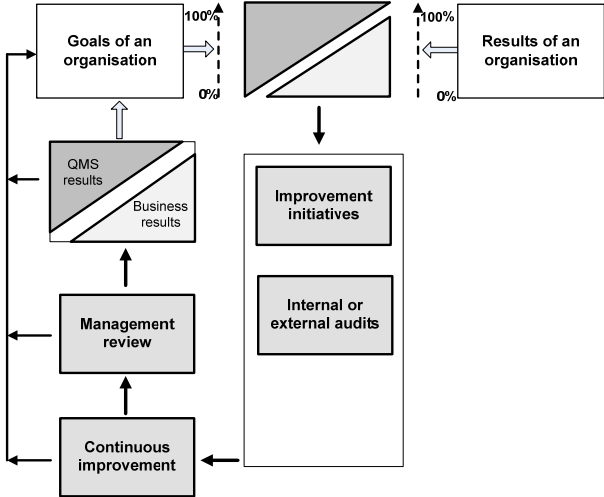 Goals of an
organisation
100%
0%
100%
0%
Results of an
organisation
QMS
results
Business
results
Improvement
initiatives
Internal or
external audits
Management
review
Continuous
improvement